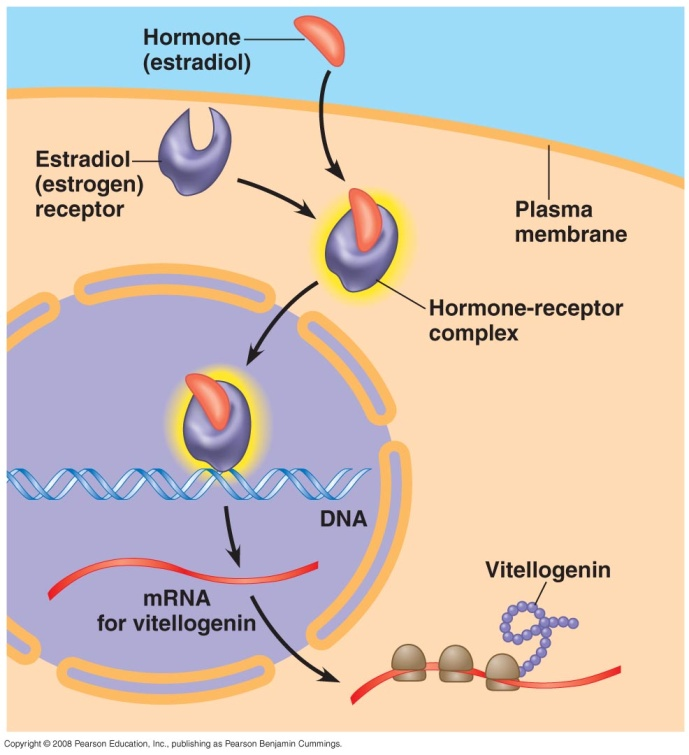 Hormone
(estradiol)
Estradiol
(estrogen)
receptor
Plasma
membrane
Hormone-receptor
complex
DNA
mRNA
for vitellogenin
Vitellogenin
Copyright © 2008 Pearson Education, Inc., publishing as Pearson Benjamin Cummings.